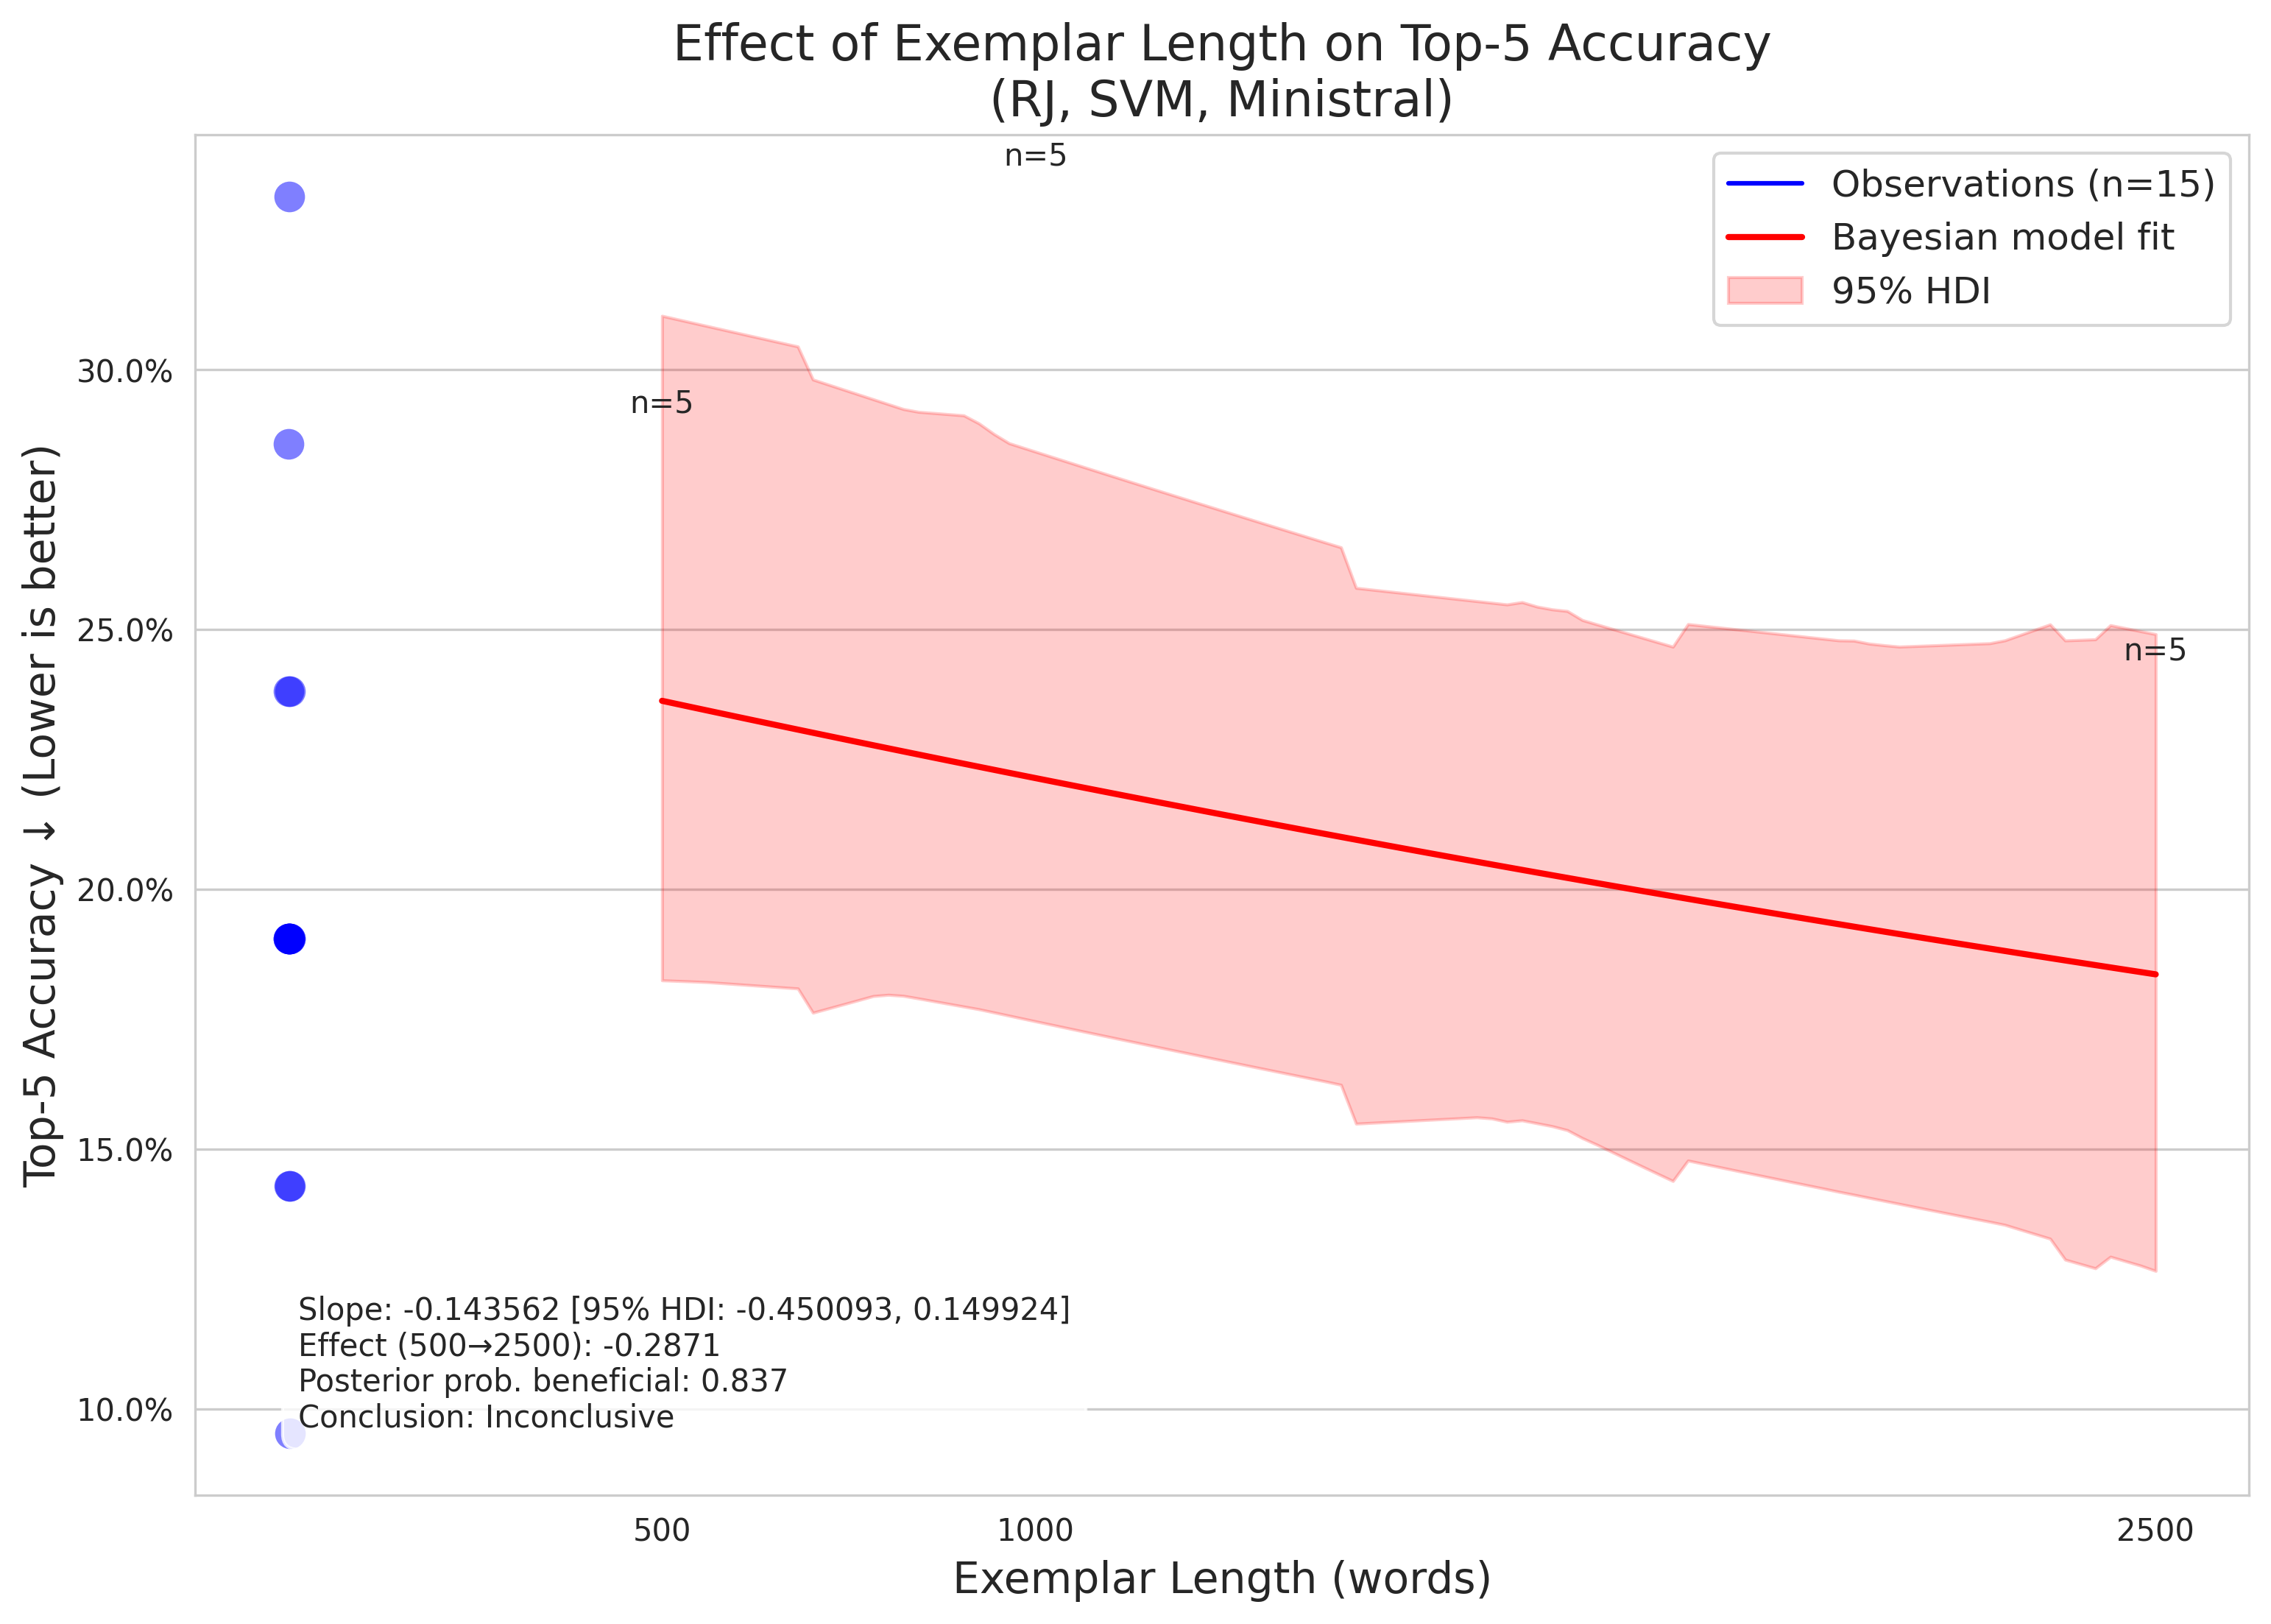 Effect of Exemplar Length on Top-5 Accuracy
(RJ, SVM, Ministral)
n=5
n=5
n=5
Observations (n=15)
Bayesian model fit
95% HDI
Top-5 Accuracy ↓ (Lower is better)
30.0%
25.0%
20.0%
15.0%
10.0%
Slope: -0.143562 [95% HDI: -0.450093, 0.149924]
Effect (500→2500): -0.2871
Posterior prob. beneficial: 0.837
Conclusion: Inconclusive
500
1000
2500
Exemplar Length (words)